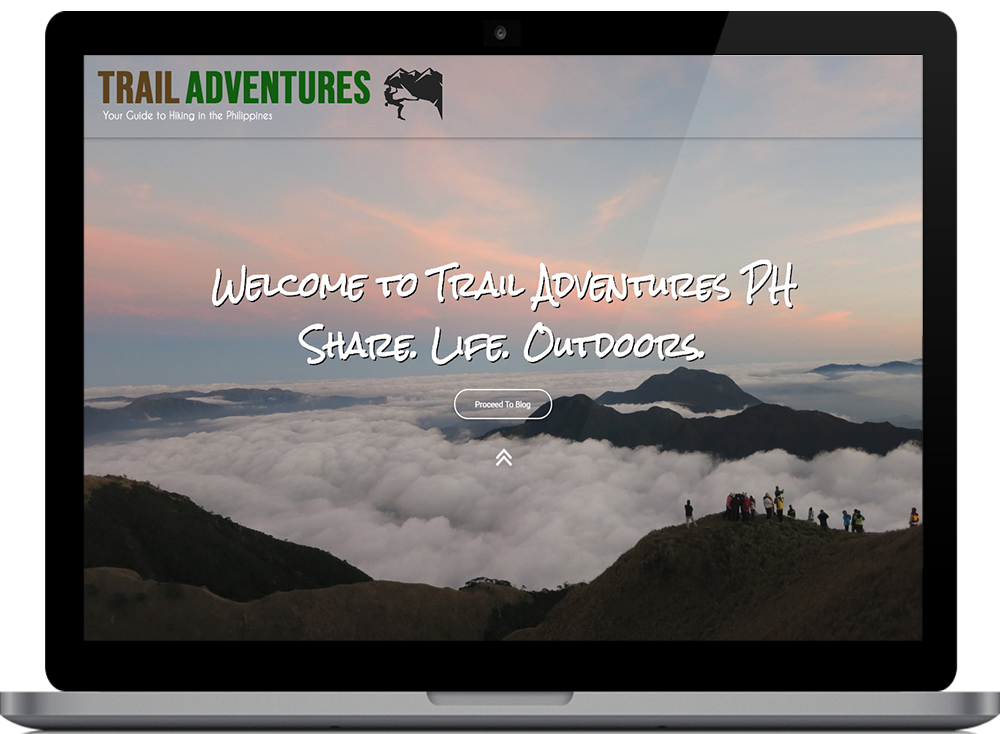 TRAIL ADVENTURES
Your Guide to Hiking in the Philippines
Welcome to Trail Adventures PH
Share. Life. Outdoors.
Proceed To Blog